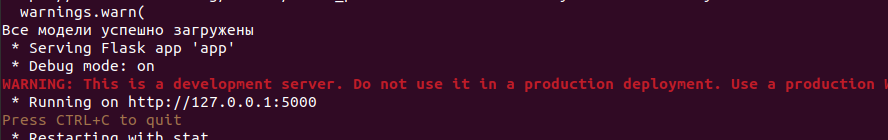 warnings.warn(
Все модели успешно загружены
* Serving Flask app 'app'
* Debug mode: on
WARNING: This is a development server. Do not use it in a production deployment. Use a production
* Running on http://127.0.0.1:5000
Press CTRL+C to quit
* Restarting with stat